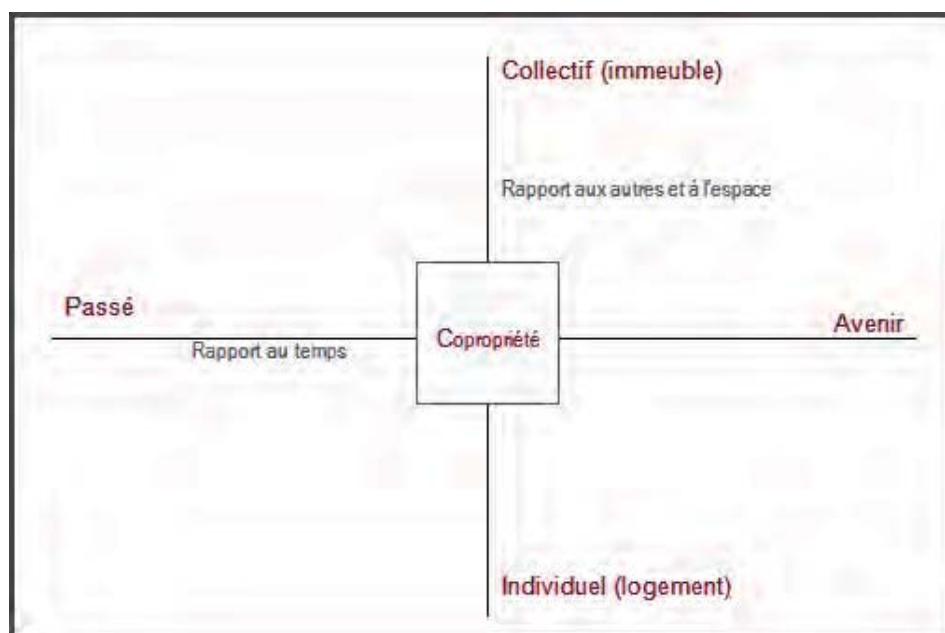 Collectif (immeuble)
Rapport aux autres et à l'espace
Passé
Avenir
Copropriété
Rapport au temps
Individuel (logement)